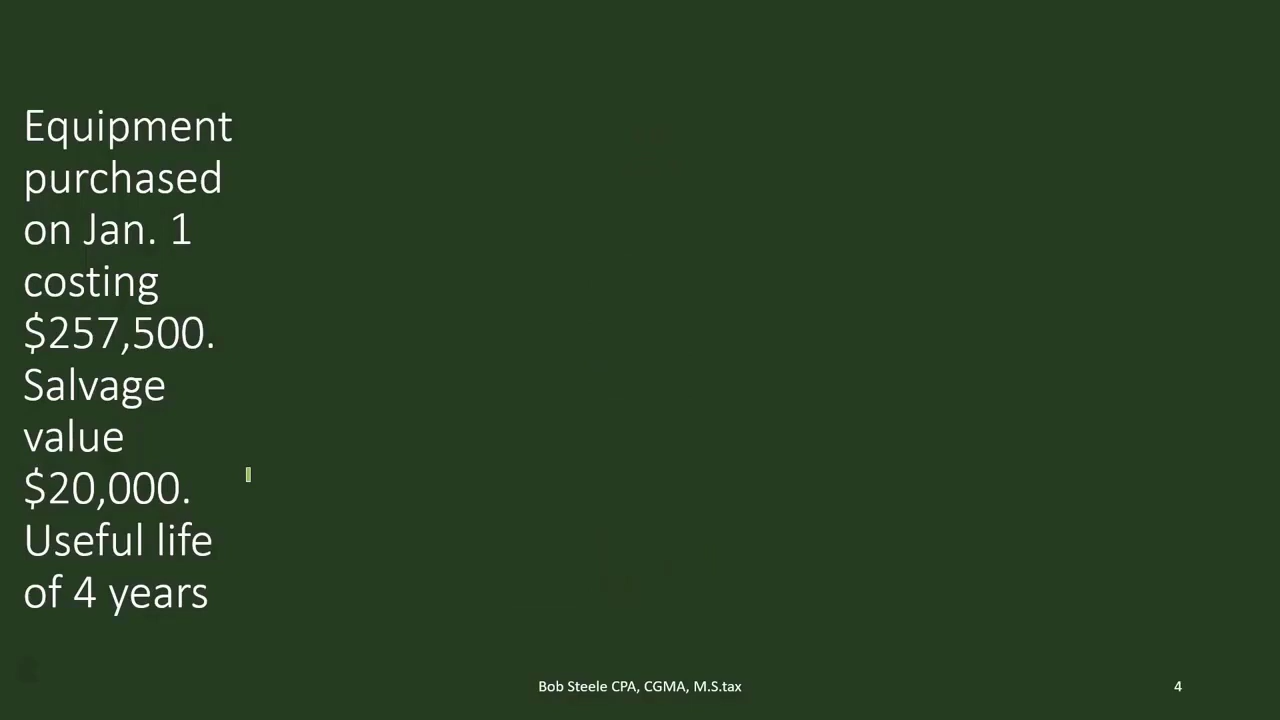 Equipment
purchased
on Jan. 1
costing
$257,500.
Salvage
value
$20,000.
Useful life
of 4 years
Bob Steele CPA, CGMA, M.S.tax
4